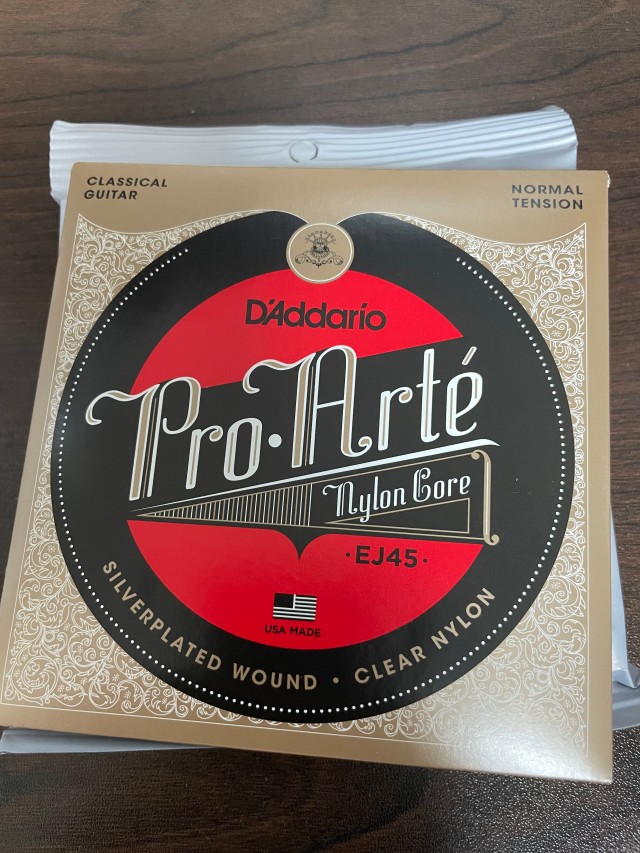 CLASSICAL
GUITAR
NORMAL
TENSION
D'Addario
Pro·Arté
Nylon Core
·EJ45·
USA MADE
SILVERPLATED WOUND · CLEAR NYLON